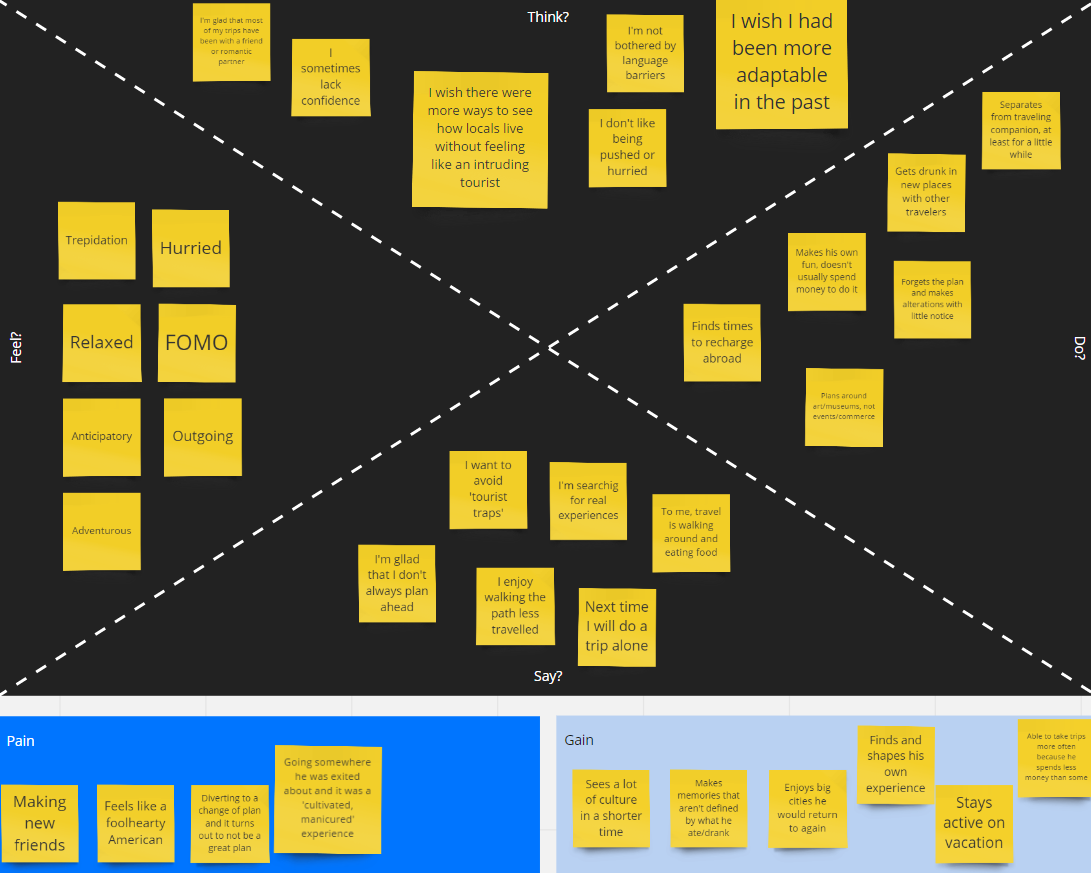 Think?
I'm glad that most
of my trips have
been with a friend
or romantic
partner
I
sometimes
lack
confidence
I wish there were
more ways to see
how locals live
without feeling
like an intruding
tourist
I'm not
bothered by
language
barriers
I don't like
being
pushed or
hurried
I wish I had
been more
adaptable
in the past
Feel?
Trepidation
Hurried
Relaxed
FOMO
Anticipatory
Outgoing
Adventurous
Do?
Separates
from traveling
companion, at
least for a little
while
Gets drunk in
new places
with other
travelers
Makes his own
fun, doesn't
usually spend
money to do it
Forgets the plan
and makes
alterations with
little notice
Finds times
to recharge
abroad
Plans around
art/museums, not
events/commerce
I want to
avoid
'tourist
traps'
I'm searchig
for real
experiences
To me, travel
is walking
around and
eating food
I'm gllad
that I don't
always plan
ahead
I enjoy
walking the
path less
travelled
Next time
I will do a
trip alone
Say?
Pain
Making
new
friends
Feels like a
foolhearty
American
Diverting to a
change of plan
and it turns
out to not be a
great plan
Going somewhere
he was exited
about and it was a
'cultivated,
manicured'
experience
Gain
Sees a lot
of culture
in a shorter
time
Makes
memories that
aren't defined
by what he
ate/drank
Enjoys big
cities he
would return
to again
Finds and
shapes his
own
experience
Stays
active on
vacation
Able to take trips
more often
because he
spends less
money than some